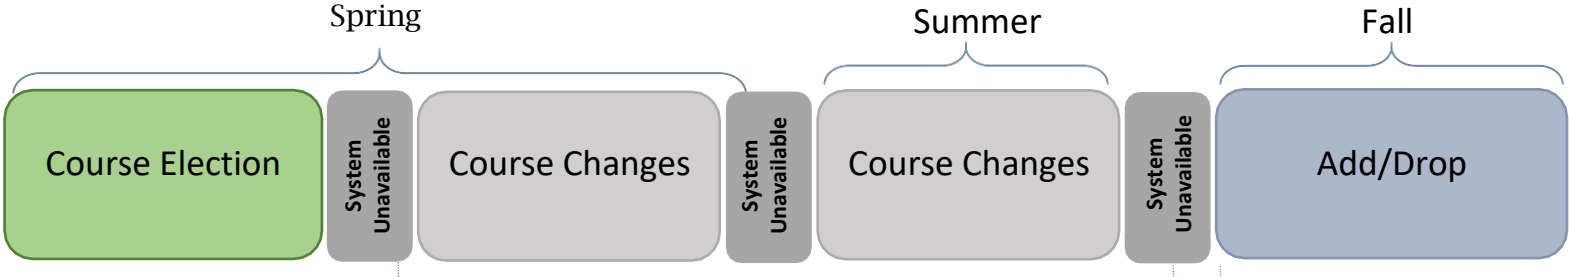 Spring
Summer
Fall
Course Election
System
Unavailable
Course Changes
System
Unavailable
Course Changes
System
Unavailable
Add/Drop